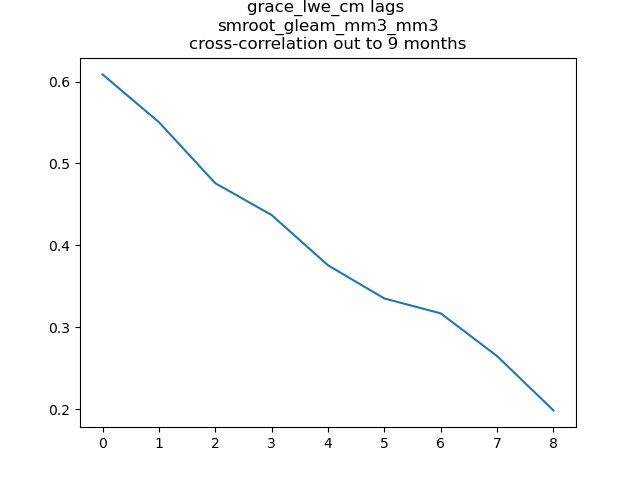 grace_lwe_cm lags
smroot_gleam_mm3_mm3
cross-correlation out to 9 months
0.6
0.5
0.4
0.3
0.2
0 1 2 3 4 5 6 7 8